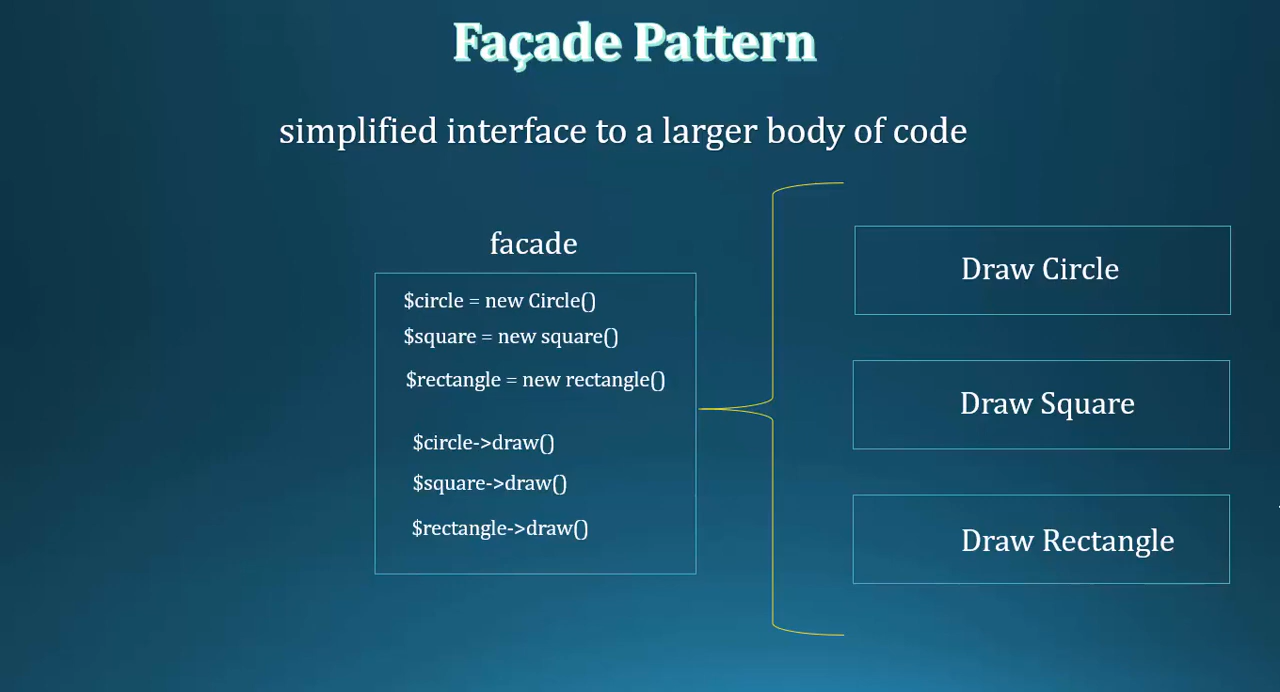 Façade Pattern
simplified interface to a larger body of code
facade
$circle = new Circle()
$square = new square()
$rectangle = new rectangle()
$circle->draw()
$square->draw()
$rectangle->draw()
Draw Circle
Draw Square
Draw Rectangle